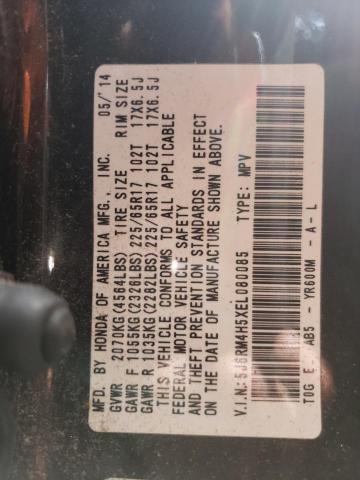 MFD. BY HONDA OF AMERICA MFG., INC. 05/'14
GVWR 2070KG(4564LBS) TIRE SIZE RIM SIZE
GAWR F 1055KG(2326LBS) 225/65R17 102T 17X6.5J
GAWR R 1035KG(2282LBS) 225/65R17 102T 17X6.5J
THIS VEHICLE CONFORMS TO ALL APPLICABLE
FEDERAL MOTOR VEHICLE SAFETY
AND THEFT PREVENTION STANDARDS IN EFFECT
ON THE DATE OF MANUFACTURE SHOWN ABOVE.
V.I.N: 5J6RM4H5XEL080085 TYPE: MPV
T0G E- AB5 - YR600M - A - L